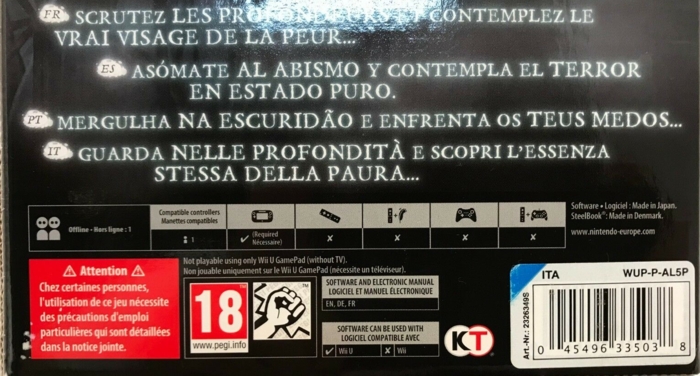 FR SCRUTEZ LES PROFONDEURS ET CONTEMPLEZ LE
VRAI VISAGE DE LA PEUR...
ES ASÓMATE AL ABISMO Y CONTEMPLA EL TERROR
EN ESTADO PURO.
PT MERGULHA NA ESCURIDÃO E ENFRENTA OS TEUS MEDOS...
IT GUARDA NELLE PROFONDITÀ E SCOPRI L'ESSENZA
STESSA DELLA PAURA...
Offline - Hors ligne : 1
Compatible controllers
Manettes compatibles
1
✓ (Required
Nécessaire)
x x x x
Software • Logiciel : Made in Japan.
SteelBook®: Made in Denmark.
www.nintendo-europe.com
Not playable using only Wii U GamePad (without TV).
Non jouable uniquement sur le Wii U GamePad (nécessite un téléviseur).
Attention
Chez certaines personnes,
l'utilisation de ce jeu nécessite
des précautions d'emploi
particulières qui sont détaillées
dans la notice jointe.
18
www.pegi.info
SOFTWARE AND ELECTRONIC MANUAL
LOGICIEL ET MANUEL ÉLECTRONIQUE
EN, DE, FR
SOFTWARE CAN BE USED WITH
LOGICIEL COMPATIBLE AVEC
✓ Wii U x Wii
KT
ITA WUP-P-AL5P
Art.-Nr.: 2326349S
0 45496 33503 8